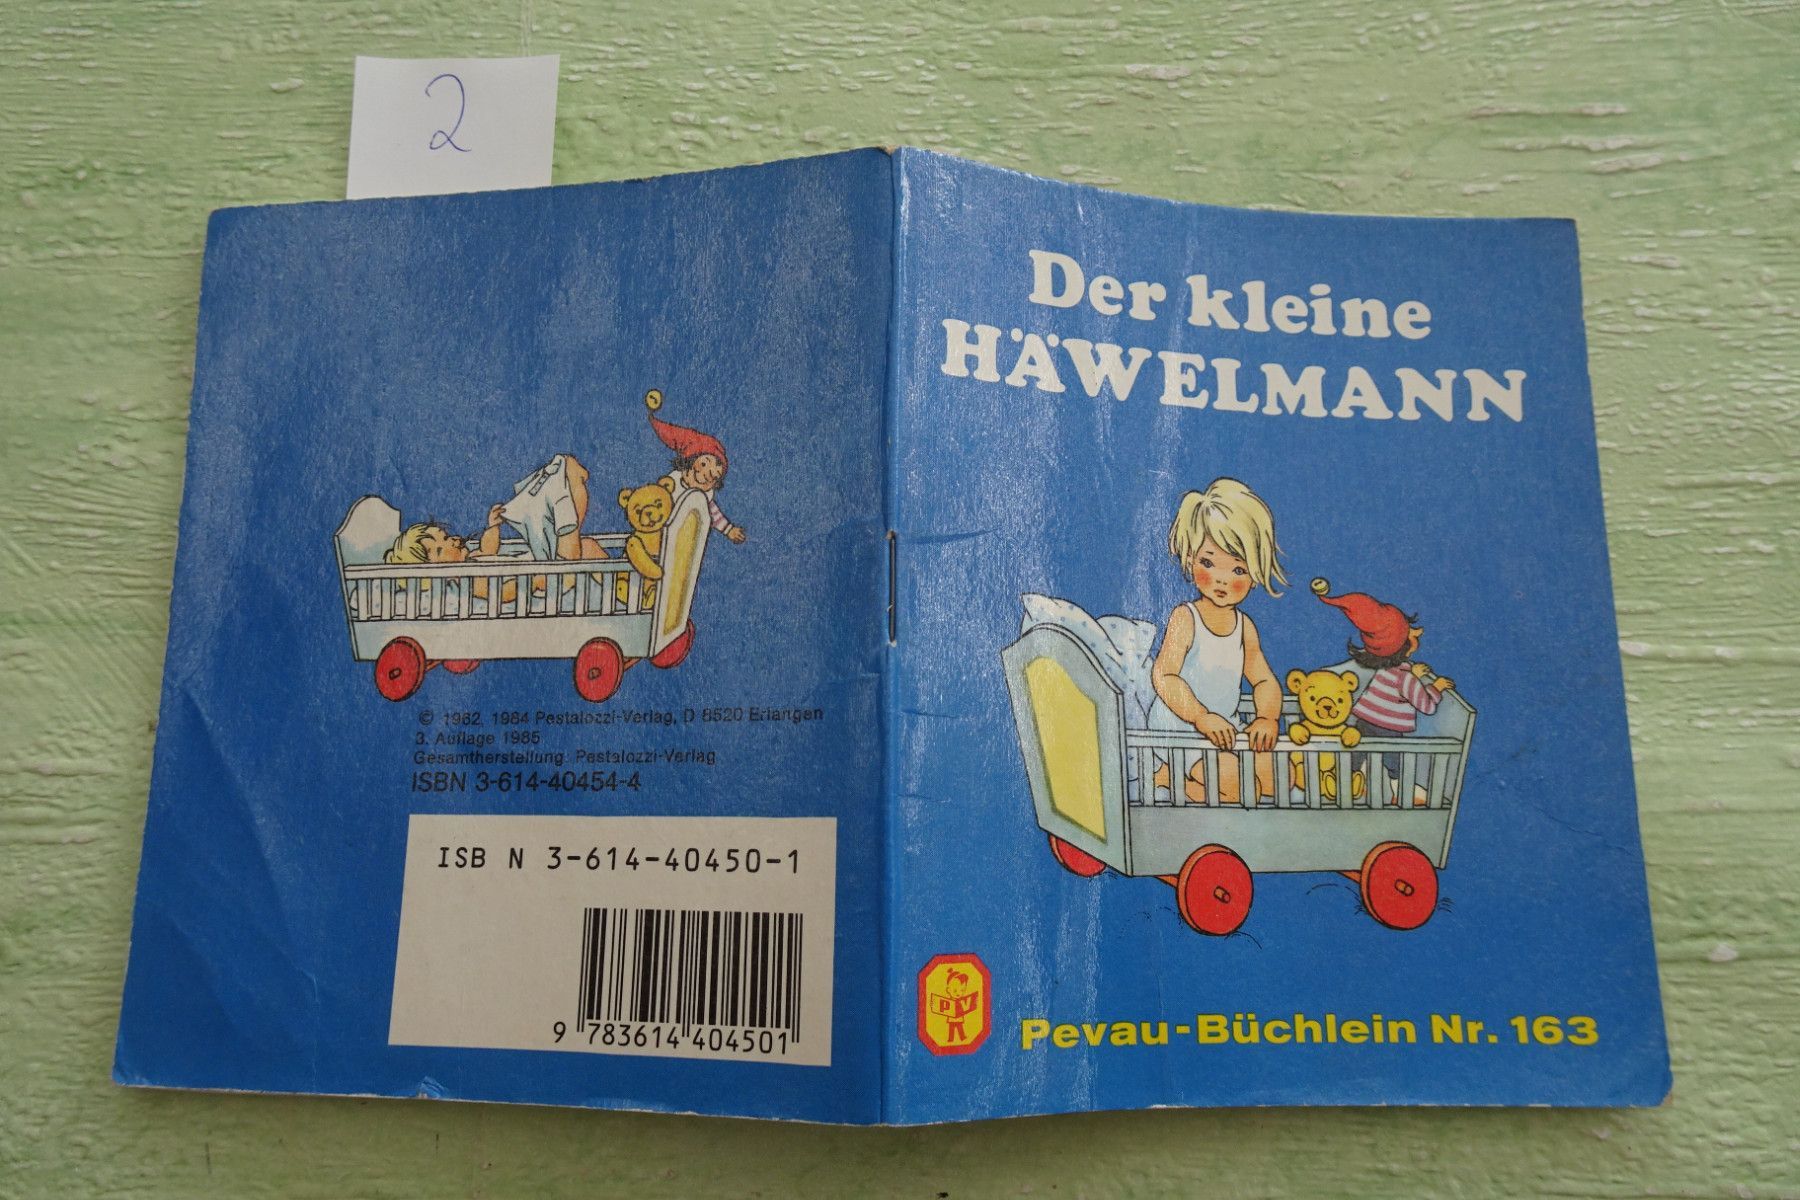 2
© 1982, 1984 Pestalozzi-Verlag, D 8520 Erlangen
3. Auflage 1985
Gesamtherstellung: Pestalozzi-Verlag
ISBN 3-614-40454-4
ISB N 3-614-40450-1
9 783614 404501
Der kleine
HÄWELMANN
P V
Pevau-Büchlein Nr. 163